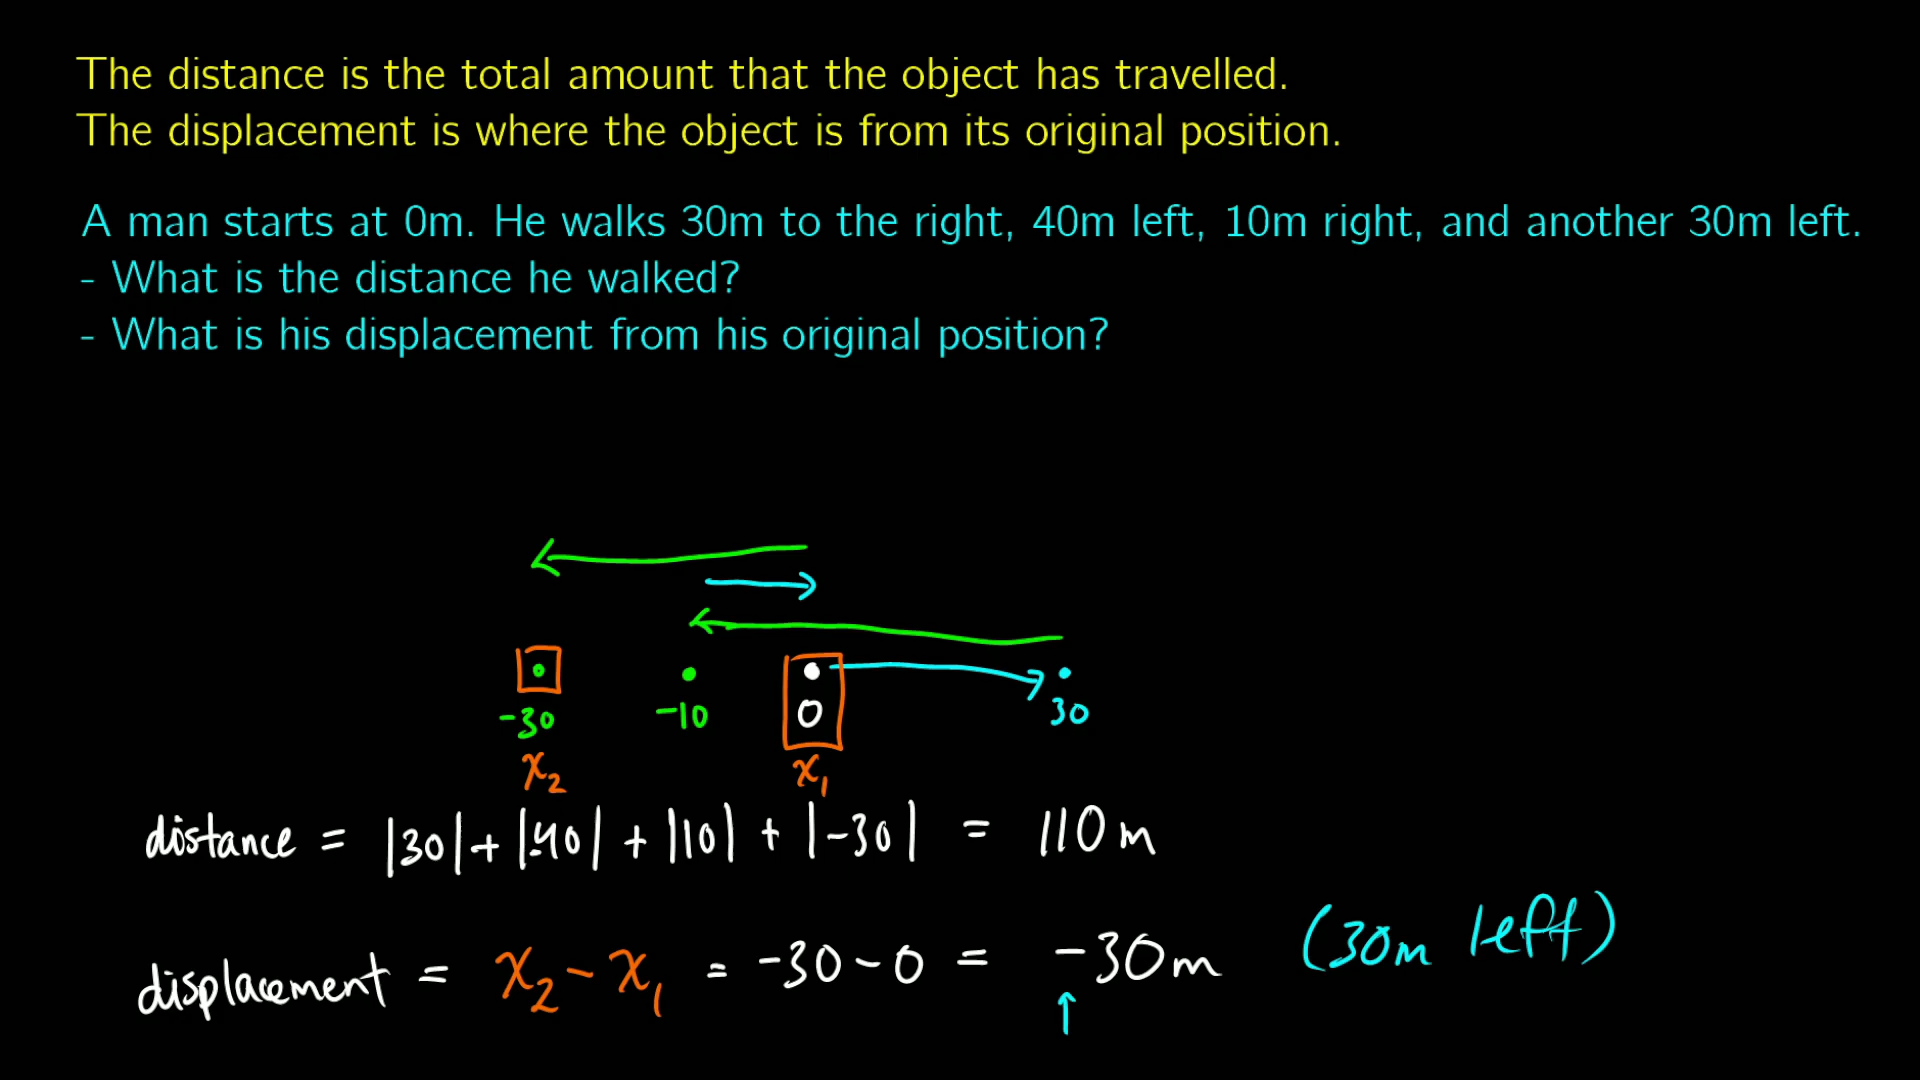 The distance is the total amount that the object has travelled.
The displacement is where the object is from its original position.
A man starts at 0m. He walks 30m to the right, 40m left, 10m right, and another 30m left.
- What is the distance he walked?
- What is his displacement from his original position?
-30 -10 0 30
x₂ x₁
distance = |30| + |-40| + |10| + |-30| = 110m
displacement = x₂ - x₁ = -30 - 0 = -30m (30m left)